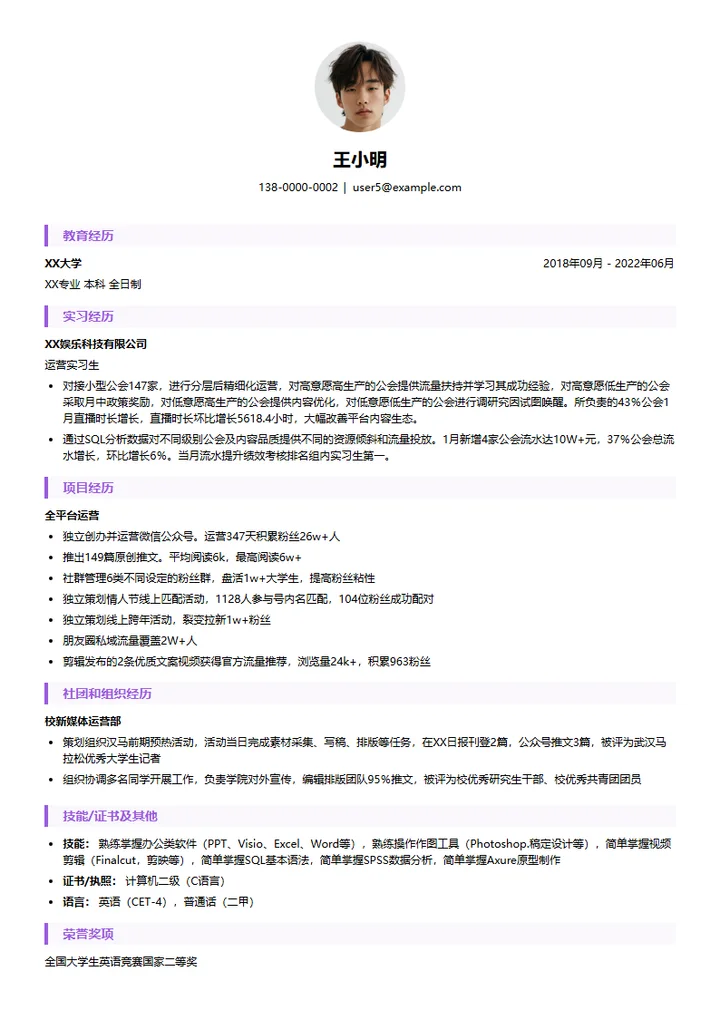 王小明
138-0000-0002 | user5@example.com
教育经历
XX大学 2018年09月 - 2022年06月
XX专业 本科 全日制
实习经历
XX娱乐科技有限公司
运营实习生
• 对接小型公会147家，进行分层后精细化运营，对高意愿高生产的公会提供流量扶持并学习其成功经验，对高意愿低生产的公会
采取月中政策奖励，对低意愿高生产的公会提供内容优化，对低意愿低生产的公会进行调研究因试图唤醒。所负责的43%公会1
月直播时长增长，直播时长环比增长5618.4小时，大幅改善平台内容生态。
• 通过SQL分析数据对不同级别公会及内容品质提供不同的资源倾斜和流量投放。1月新增4家公会流水达10W+元，37%公会总流
水增长，环比增长6%。当月流水提升绩效考核排名组内实习生第一。
项目经历
全平台运营
• 独立创办并运营微信公众号。运营347天积累粉丝26w+人
• 推出149篇原创推文。平均阅读6k，最高阅读6w+
• 社群管理6类不同设定的粉丝群，盘活1w+大学生，提高粉丝粘性
• 独立策划情人节线上匹配活动，1128人参与号内名匹配，104位粉丝成功配对
• 独立策划线上跨年活动，裂变拉新1w+粉丝
• 朋友圈私域流量覆盖2W+人
• 剪辑发布的2条优质文案视频获得官方流量推荐，浏览量24k+，积累963粉丝
社团和组织经历
校新媒体运营部
• 策划组织汉马前期预热活动，活动当日完成素材采集、写稿、排版等任务，在XX日报刊登2篇，公众号推文3篇，被评为武汉马
拉松优秀大学生记者
• 组织协调多名同学开展工作，负责学院对外宣传，编辑排版团队95%推文，被评为校优秀研究生干部、校优秀共青团团员
技能/证书及其他
• 技能： 熟练掌握办公类软件（PPT、Visio、Excel、Word等），熟练操作作图工具（Photoshop.稿定设计等），简单掌握视频
剪辑（Finalcut，剪映等），简单掌握SQL基本语法，简单掌握SPSS数据分析，简单掌握Axure原型制作
• 证书/执照： 计算机二级（C语言）
• 语言： 英语（CET-4），普通话（二甲）
荣誉奖项
全国大学生英语竞赛国家二等奖